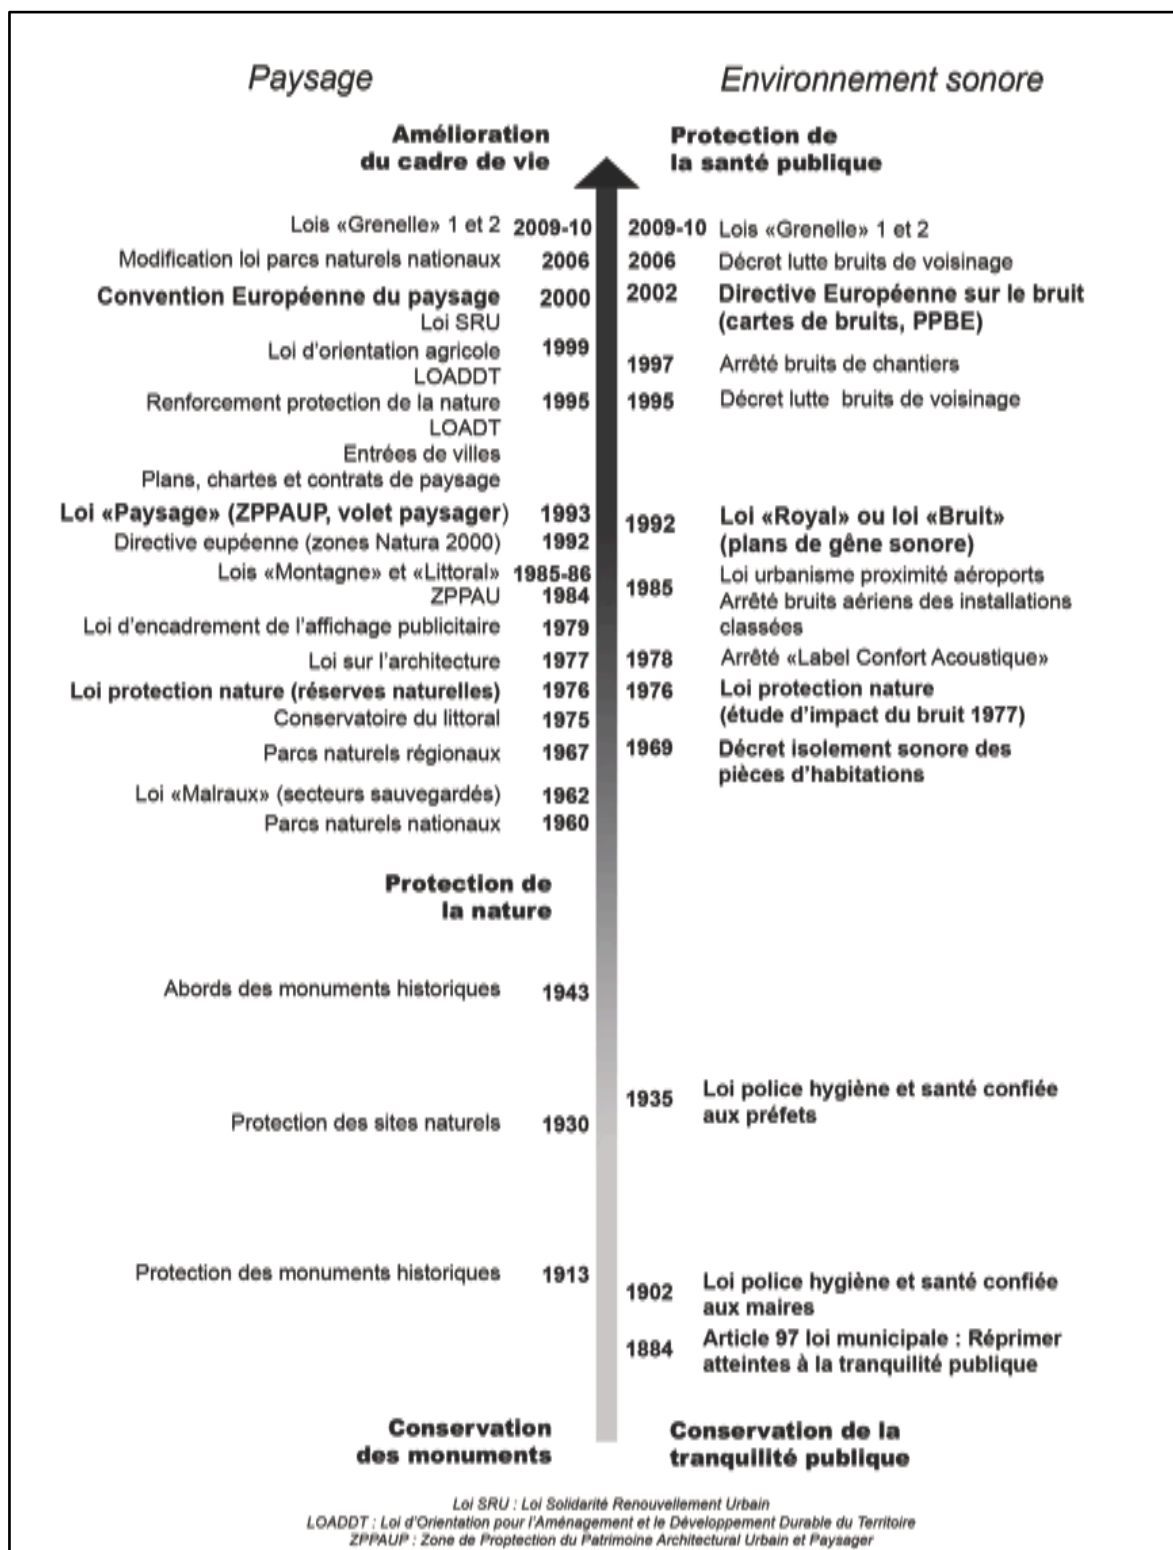 Paysage
Amélioration
du cadre de vie
Lois «Grenelle» 1 et 2 2009-10
Modification loi parcs naturels nationaux 2006
Convention Européenne du paysage 2000
Loi SRU
Loi d'orientation agricole 1999
LOADDT
Renforcement protection de la nature 1995
LOADT
Entrées de villes
Plans, chartes et contrats de paysage
Loi «Paysage» (ZPPAUP, volet paysager) 1993
Directive eupéenne (zones Natura 2000) 1992
Lois «Montagne» et «Littoral» 1985-86
ZPPAU 1984
Loi d'encadrement de l'affichage publicitaire 1979
Loi sur l'architecture 1977
Loi protection nature (réserves naturelles) 1976
Conservatoire du littoral 1975
Parcs naturels régionaux 1967
Loi «Malraux» (secteurs sauvegardés) 1962
Parcs naturels nationaux 1960
Protection de
la nature
Abords des monuments historiques 1943
Protection des sites naturels 1930
Protection des monuments historiques 1913
Conservation
des monuments
Environnement sonore
Protection de
la santé publique
2009-10 Lois «Grenelle» 1 et 2
2006 Décret lutte bruits de voisinage
2002 Directive Européenne sur le bruit
(cartes de bruits, PPBE)
1997 Arrêté bruits de chantiers
1995 Décret lutte bruits de voisinage
1992 Loi «Royal» ou loi «Bruit»
(plans de gêne sonore)
1985 Loi urbanisme proximité aéroports
Arrêté bruits aériens des installations
classées
1978 Arrêté «Label Confort Acoustique»
1976 Loi protection nature
(étude d'impact du bruit 1977)
1969 Décret isolement sonore des
pièces d'habitations
1935 Loi police hygiène et santé confiée
aux préfets
1902 Loi police hygiène et santé confiée
aux maires
1884 Article 97 loi municipale : Réprimer
atteintes à la tranquilité publique
Conservation de la
tranquilité publique
Loi SRU : Loi Solidarité Renouvellement Urbain
LOADDT : Loi d'Orientation pour l'Aménagement et le Développement Durable du Territoire
ZPPAUP : Zone de Proptection du Patrimoine Architectural Urbain et Paysager